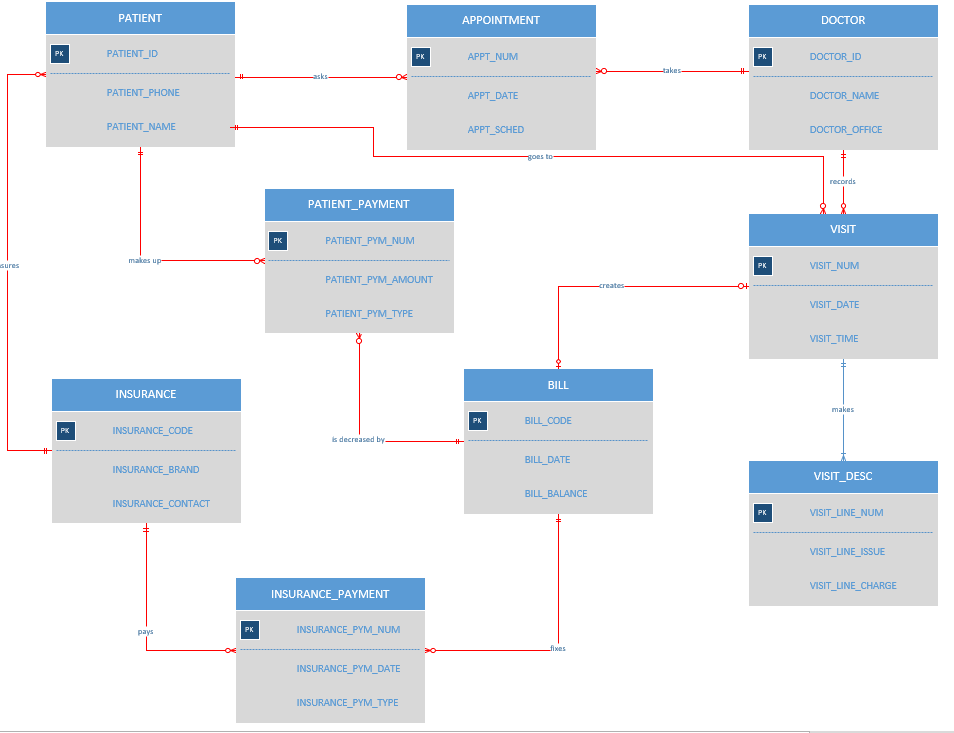 PATIENT
PK
PATIENT_ID
PATIENT_PHONE
PATIENT_NAME
asks
APPOINTMENT
PK
APPT_NUM
APPT_DATE
APPT_SCHED
takes
DOCTOR
PK
DOCTOR_ID
DOCTOR_NAME
DOCTOR_OFFICE
goes to
records
PATIENT_PAYMENT
PK
PATIENT_PYM_NUM
PATIENT_PYM_AMOUNT
PATIENT_PYM_TYPE
makes up
sures
VISIT
PK
VISIT_NUM
VISIT_DATE
VISIT_TIME
creates
INSURANCE
PK
INSURANCE_CODE
INSURANCE_BRAND
INSURANCE_CONTACT
is decreased by
BILL
PK
BILL_CODE
BILL_DATE
BILL_BALANCE
makes
VISIT_DESC
PK
VISIT_LINE_NUM
VISIT_LINE_ISSUE
VISIT_LINE_CHARGE
pays
INSURANCE_PAYMENT
PK
INSURANCE_PYM_NUM
INSURANCE_PYM_DATE
INSURANCE_PYM_TYPE
fixes